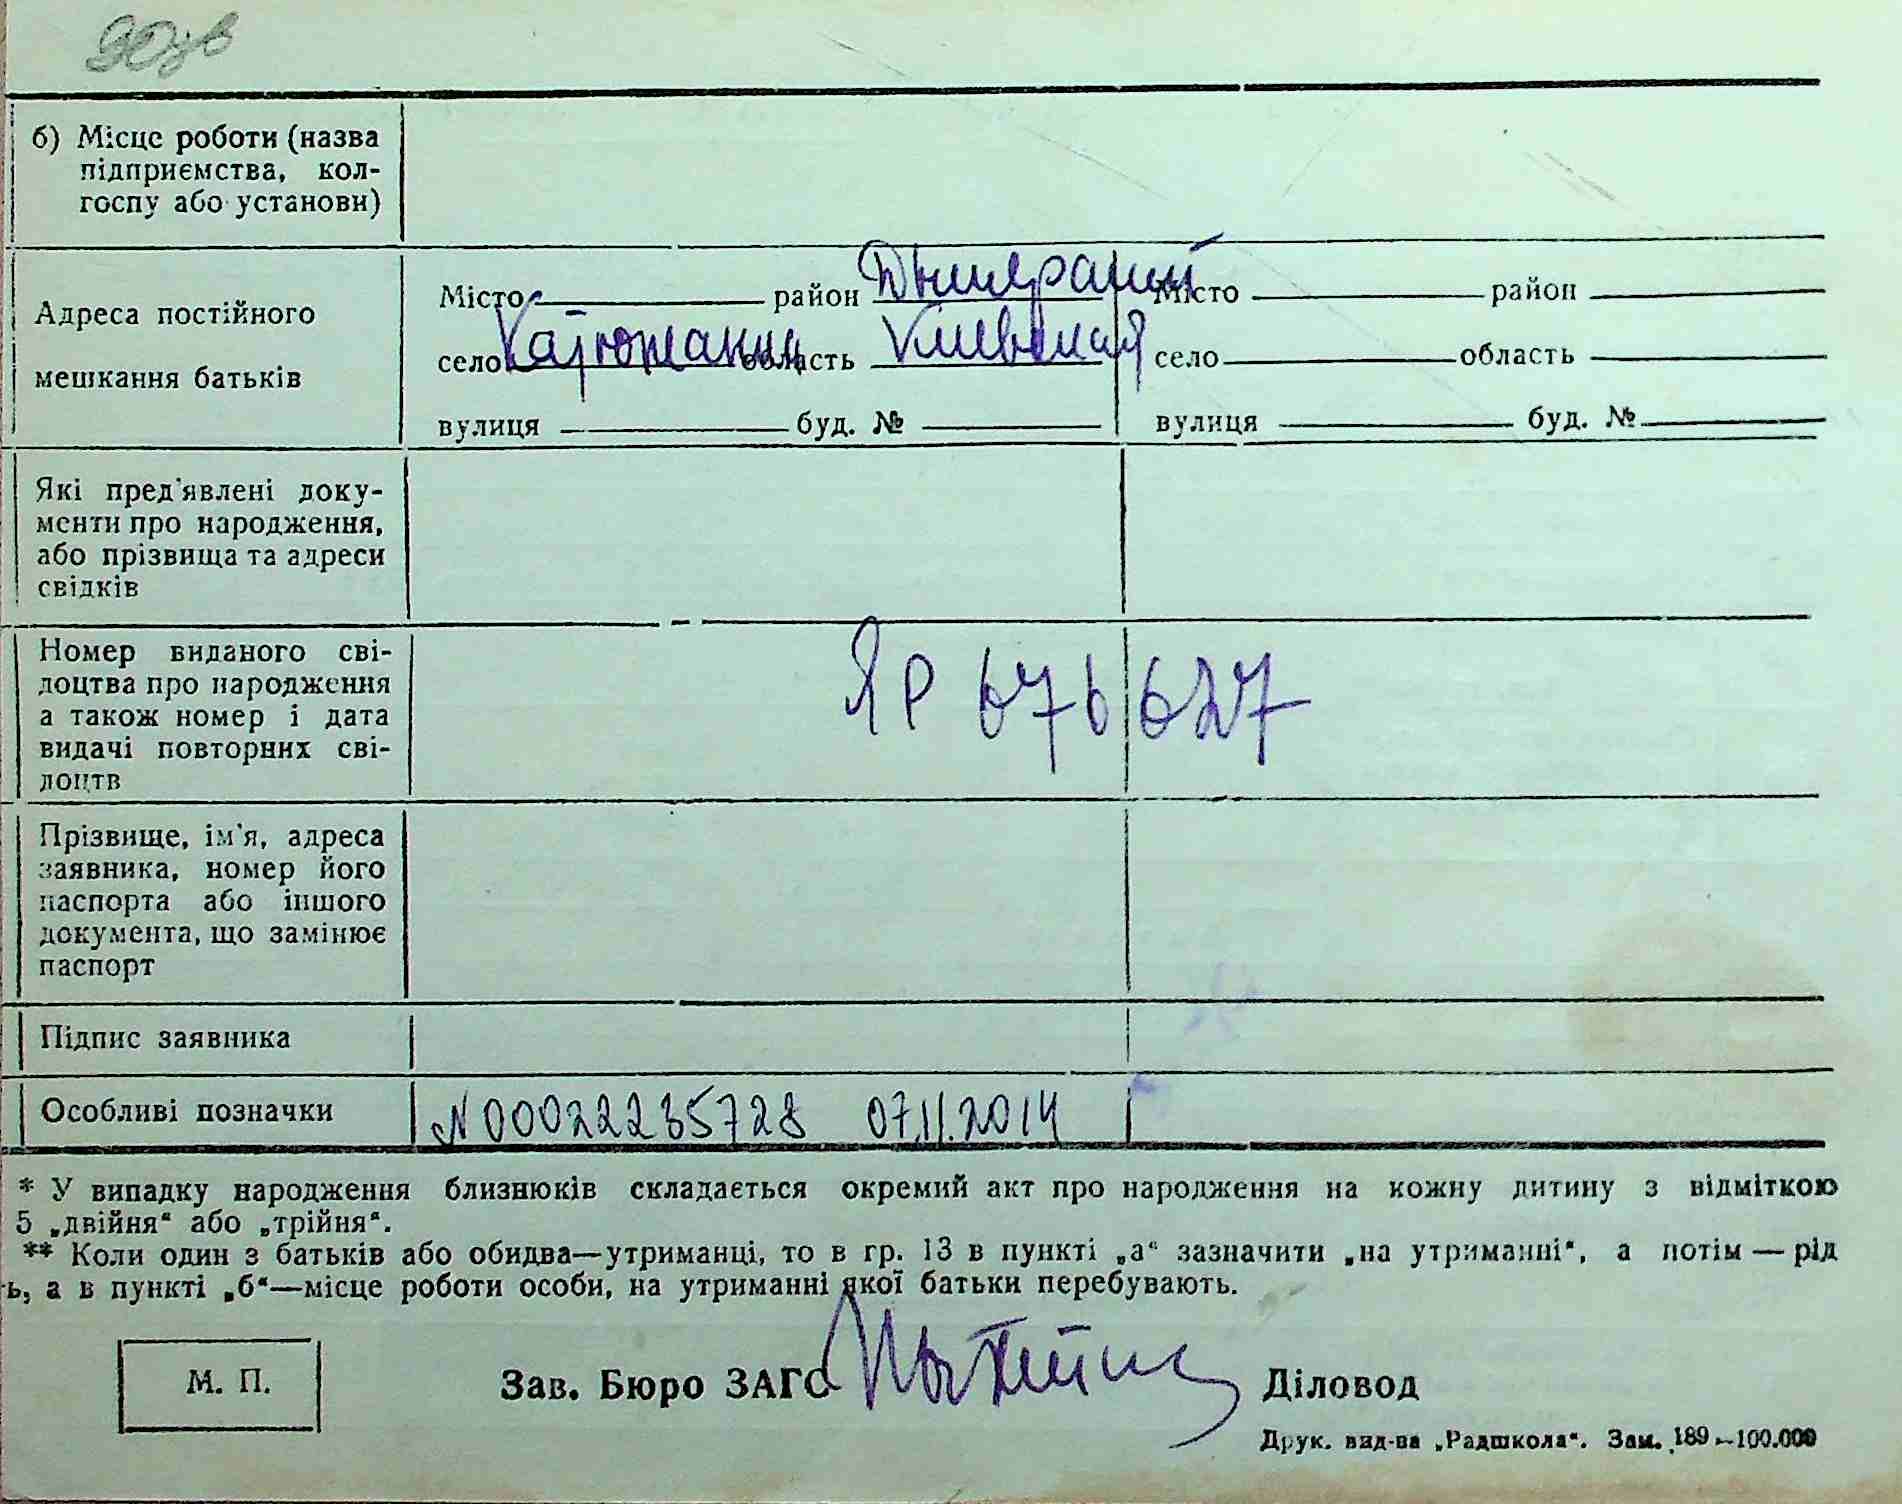 б) Місце роботи (назва
підприємства, кол-
госпу або установи)
Адреса постійного
мешкання батьків
Місто район Дымерский Місто район
село Катюжанка область Киевская село область
вулиця буд. № вулиця буд. №
Які пред'явлені доку-
менти про народження,
або прізвища та адреси
свідків
Номер виданого сві-
доцтва про народження
а також номер і дата
видачі повторних сві-
доцтв
ЯР 676627
Прізвище, ім'я, адреса
заявника, номер його
паспорта або іншого
документа, що замінює
паспорт
Підпис заявника
Особливі позначки
N 00022235728 07.11.2014
* У випадку народження близнюків складається окремий акт про народження на кожну дитину з відміткою
5 „двійня“ або „трійня“.
** Коли один з батьків або обидва—утриманці, то в гр. 13 в пункті „а“ зазначити „на утриманні“, а потім — рід
ь, а в пункті „б“—місце роботи особи, на утриманні якої батьки перебувають.
М. П.
Зав. Бюро ЗАГС Діловод
Друк. вид-ва „Радшкола“. Зам. 189—100.000